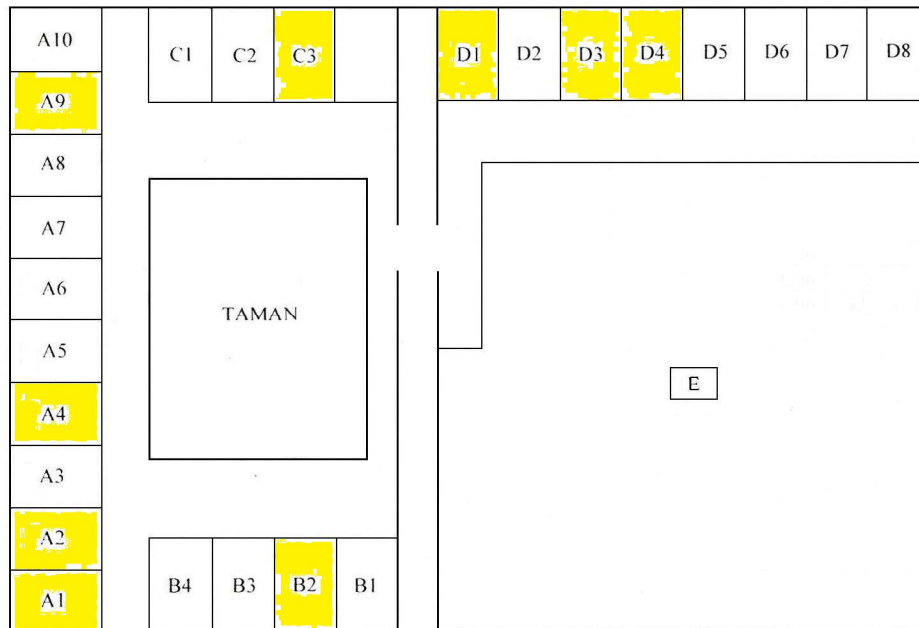 A10
A9
A8
A7
A6
A5
A4
A3
A2
A1
C1 C2 C3
D1 D2 D3 D4 D5 D6 D7 D8
TAMAN
E
B4 B3 B2 B1